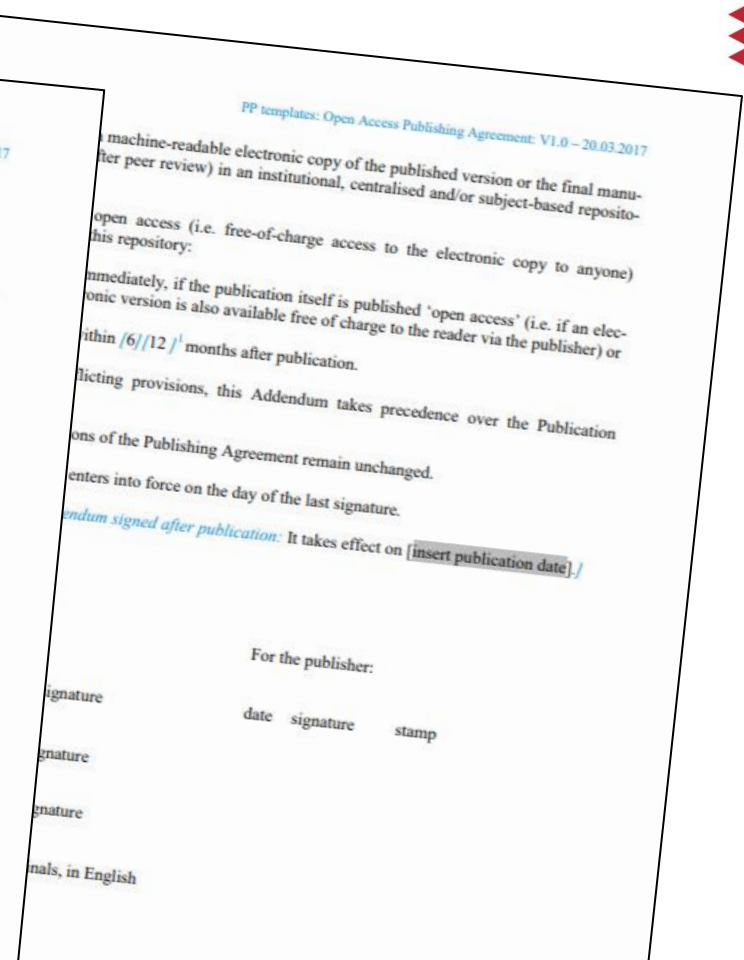 7
PP templates: Open Access Publishing Agreement: V1.0 – 20.03.2017
machine-readable electronic copy of the published version or the final manu-
fter peer review) in an institutional, centralised and/or subject-based reposito-
open access (i.e. free-of-charge access to the electronic copy to anyone)
his repository:
mmediately, if the publication itself is published 'open access' (i.e. if an elec-
onic version is also available free of charge to the reader via the publisher) or
ithin [6][12 ]¹ months after publication.
licting provisions, this Addendum takes precedence over the Publication
ons of the Publishing Agreement remain unchanged.
enters into force on the day of the last signature.
endum signed after publication: It takes effect on [insert publication date].]
For the publisher:
ignature
date signature stamp
gnature
gnature
nals, in English